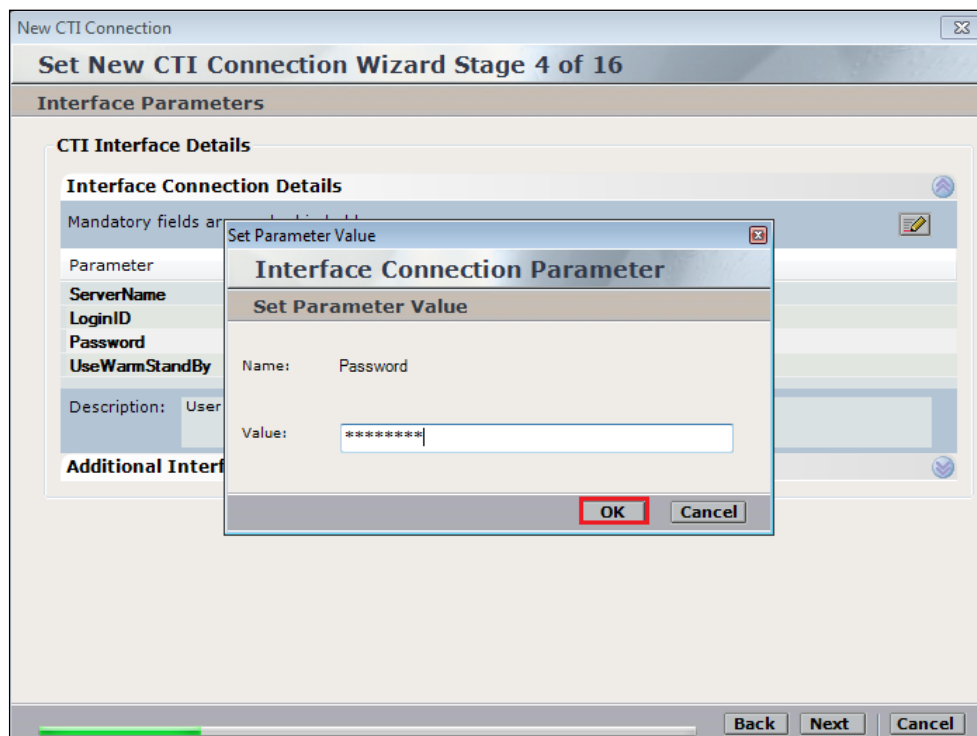 New CTI Connection
Set New CTI Connection Wizard Stage 4 of 16
Interface Parameters
CTI Interface Details
Interface Connection Details
Mandatory fields
Set Parameter Value
Interface Connection Parameter
Set Parameter Value
Parameter
ServerName
LoginID
Password
UseWarmStandBy
Name: Password
Description: User
Value: ********
Additional
OK Cancel
Back Next Cancel